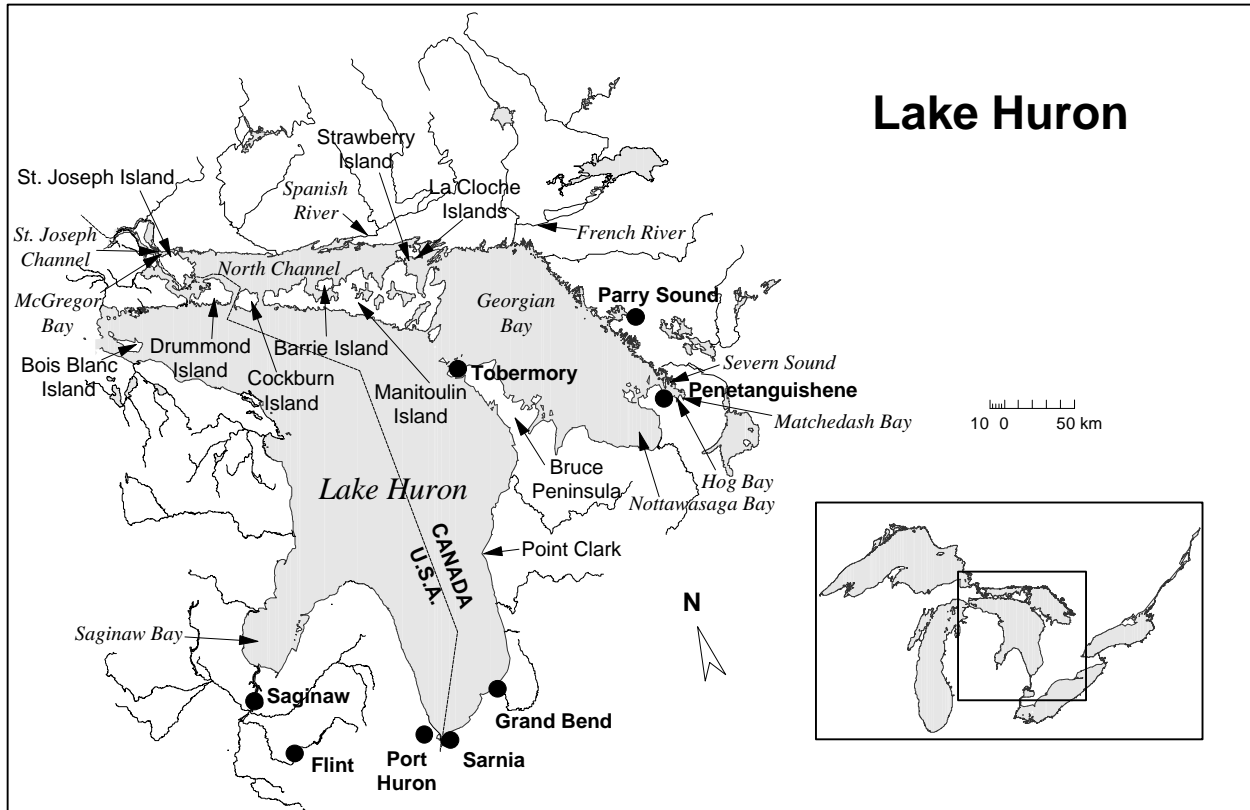 Lake Huron
Strawberry
Island
St. Joseph Island
Spanish
River
La Cloche
Islands
St. Joseph
Channel
French River
North Channel
McGregor
Bay
Georgian
Bay
Parry Sound
Bois Blanc
Island
Drummond
Island
Barrie Island
Cockburn
Island
Manitoulin
Island
Tobermory
Severn Sound
Penetanguishene
Matchedash Bay
10 0 50 km
Bruce
Peninsula
Hog Bay
Nottawasaga Bay
Lake Huron
CANADA
U.S.A.
Point Clark
N
Saginaw Bay
Saginaw
Grand Bend
Flint
Port
Huron
Sarnia